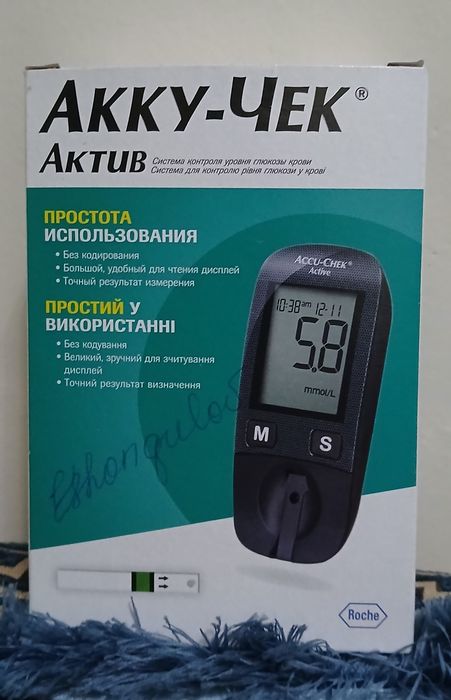 АККУ-ЧЕК®
АКТИВ
Система контроля уровня глюкозы крови
Система для контролю рівня глюкози у крові
ПРОСТОТА
ИСПОЛЬЗОВАНИЯ
• Без кодирования
• Большой, удобный для чтения дисплей
• Точный результат измерения
ПРОСТИЙ У
ВИКОРИСТАННІ
• Без кодування
• Великий, зручний для зчитування
дисплей
• Точний результат визначення
ACCU-CHEK®
Active
10:38am 12-11
5.8
mmol/L
M S
Roche